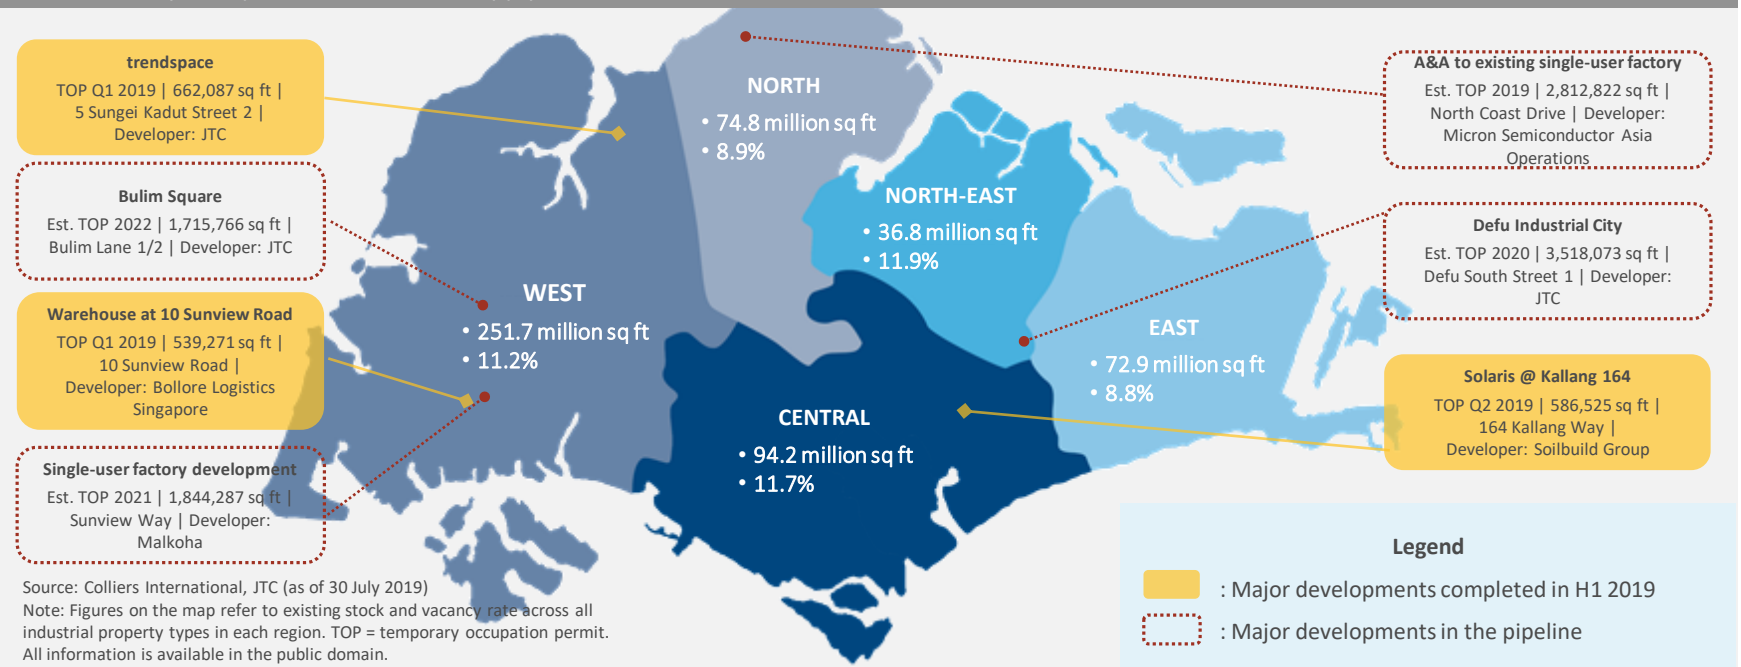 trendspace
TOP Q1 2019 | 662,087 sq ft |
5 Sungei Kadut Street 2 |
Developer: JTC
Bulim Square
Est. TOP 2022 | 1,715,766 sq ft |
Bulim Lane 1/2 | Developer: JTC
Warehouse at 10 Sunview Road
TOP Q1 2019 | 539,271 sq ft |
10 Sunview Road |
Developer: Bollore Logistics
Singapore
Single-user factory development
Est. TOP 2021 | 1,844,287 sq ft |
Sunview Way | Developer:
Malkoha
NORTH
• 74.8 million sq ft
• 8.9%
NORTH-EAST
• 36.8 million sq ft
• 11.9%
WEST
• 251.7 million sq ft
• 11.2%
EAST
• 72.9 million sq ft
• 8.8%
CENTRAL
• 94.2 million sq ft
• 11.7%
A&A to existing single-user factory
Est. TOP 2019 | 2,812,822 sq ft |
North Coast Drive | Developer:
Micron Semiconductor Asia
Operations
Defu Industrial City
Est. TOP 2020 | 3,518,073 sq ft |
Defu South Street 1 | Developer:
JTC
Solaris @ Kallang 164
TOP Q2 2019 | 586,525 sq ft |
164 Kallang Way |
Developer: Soilbuild Group
Legend
: Major developments completed in H1 2019
: Major developments in the pipeline
Source: Colliers International, JTC (as of 30 July 2019)
Note: Figures on the map refer to existing stock and vacancy rate across all
industrial property types in each region. TOP = temporary occupation permit.
All information is available in the public domain.